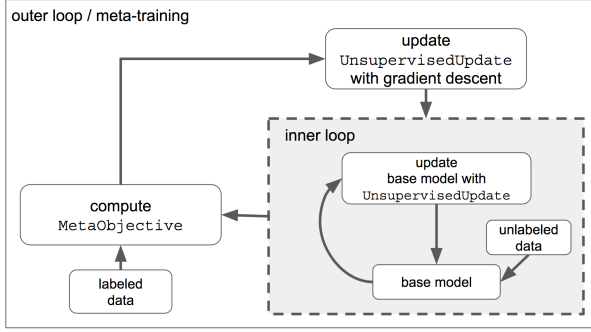 outer loop / meta-training
update
UnsupervisedUpdate
with gradient descent
inner loop
update
base model with
UnsupervisedUpdate
compute
MetaObjective
unlabeled
data
labeled
data
base model